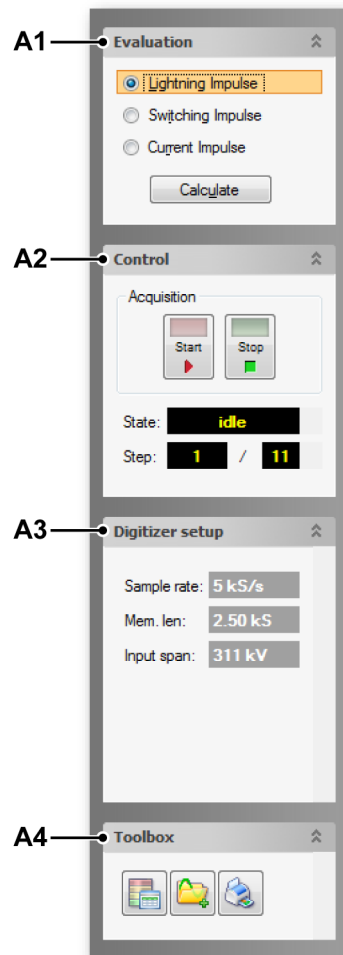 A1
Evaluation
Lightning Impulse
Switching Impulse
Current Impulse
Calculate
A2
Control
Acquisition
Start
Stop
State: idle
Step: 1 / 11
A3
Digitizer setup
Sample rate: 5 kS/s
Mem. len: 2.50 kS
Input span: 311 kV
A4
Toolbox